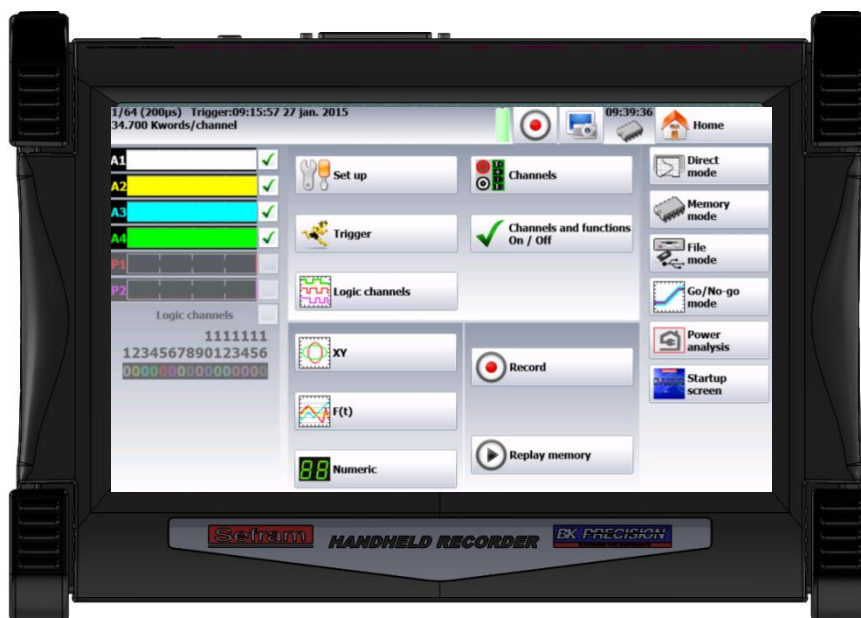 1/64 (200µs) Trigger:09:15:57 27 jan. 2015
34.700 Kwords/channel
09:39:36
Home
A1
A2
A3
A4
P1
P2
Logic channels
1111111
1234567890123456
0000000000000000
Set up
Channels
Trigger
Channels and functions
On / Off
Logic channels
XY
Record
F(t)
Numeric
Replay memory
Direct
mode
Memory
mode
File
mode
Go/No-go
mode
Power
analysis
Startup
screen
Sefram
HANDHELD RECORDER
BK PRECISION